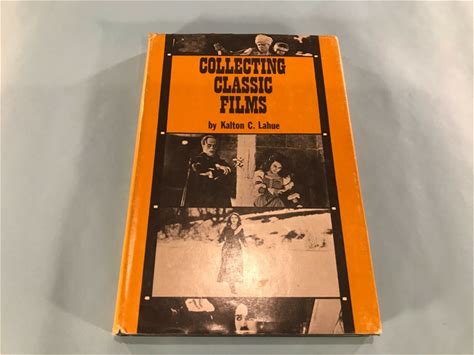 COLLECTING
CLASSIC
FILMS
by Kalton C. Lahue